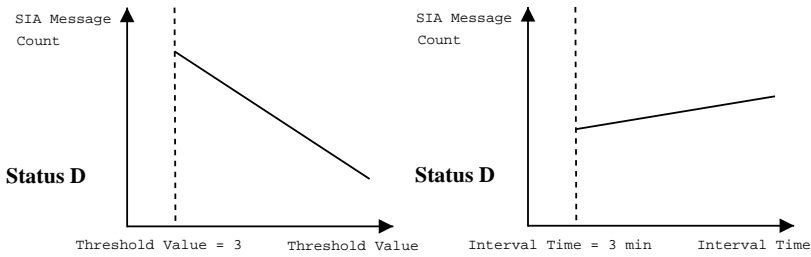 SIA Message
Count
Status D
Threshold Value = 3
Threshold Value
SIA Message
Count
Status D
Interval Time = 3 min
Interval Time